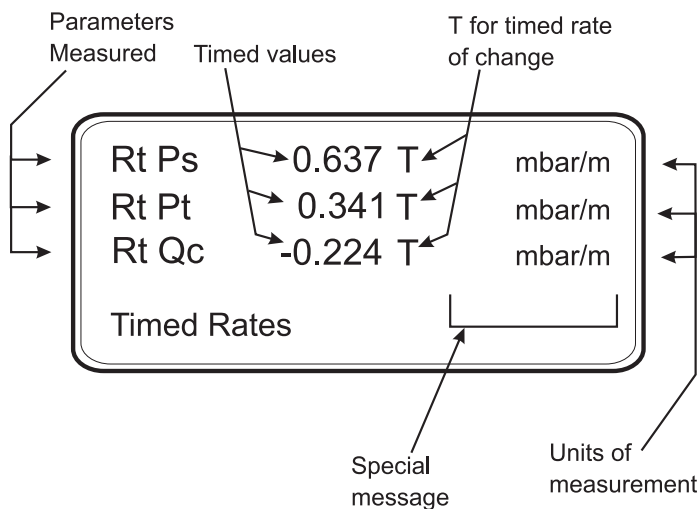 Parameters
Measured
Timed values
T for timed rate
of change
Rt Ps 0.637 T mbar/m
Rt Pt 0.341 T mbar/m
Rt Qc -0.224 T mbar/m
Timed Rates
Special
message
Units of
measurement